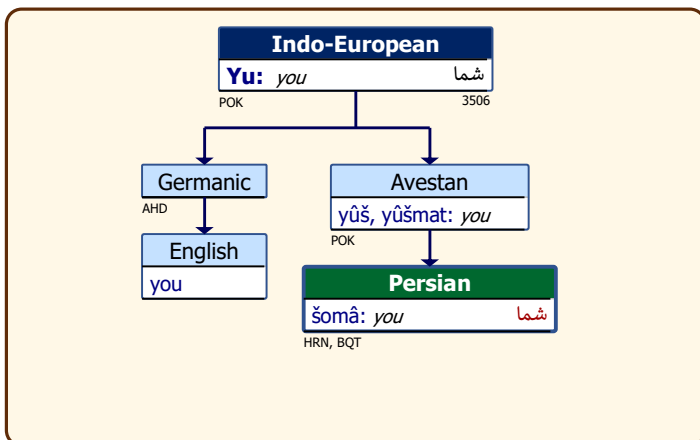 Indo-European
Yu: you شما
POK 3506
Germanic Avestan
AHD
yûš, yûšmat: you
POK
English
you
Persian
šomâ: you شما
HRN, BQT